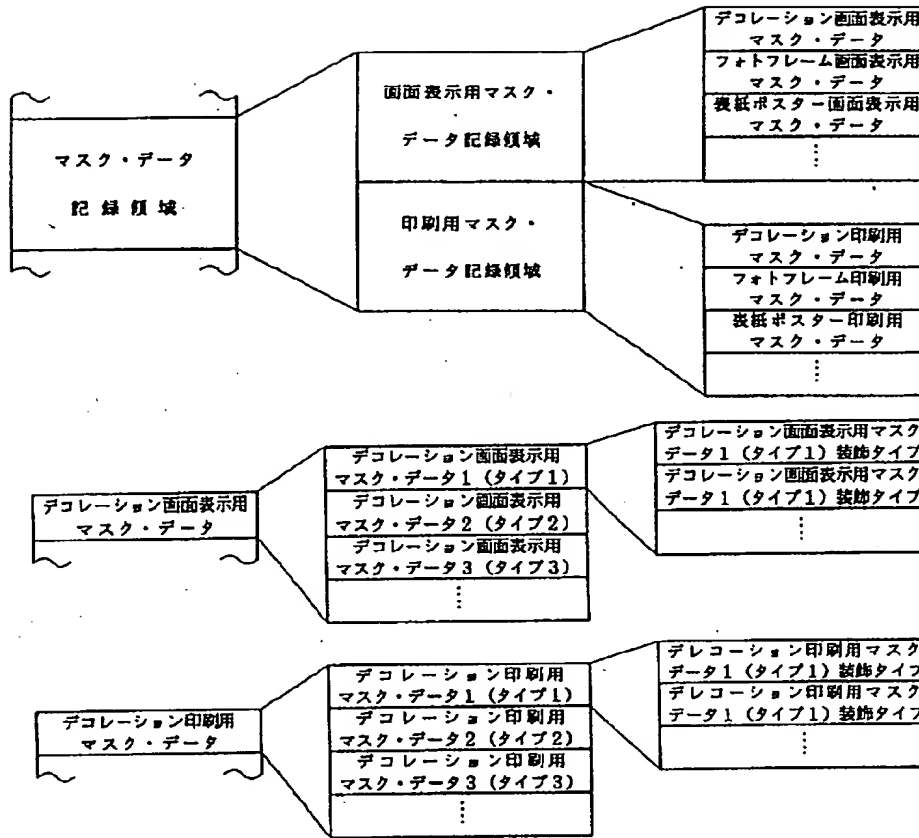 マスク・データ
記録領域
画面表示用マスク・
データ記録領域
印刷用マスク・
データ記録領域
デコレーション画面表示用
マスク・データ
フォトフレーム画面表示用
マスク・データ
表紙ポスター画面表示用
マスク・データ
⋮
デコレーション印刷用
マスク・データ
フォトフレーム印刷用
マスク・データ
表紙ポスター印刷用
マスク・データ
⋮
デコレーション画面表示用
マスク・データ
デコレーション画面表示用
マスク・データ1(タイプ1)
デコレーション画面表示用
マスク・データ2(タイプ2)
デコレーション画面表示用
マスク・データ3(タイプ3)
⋮
デコレーション画面表示用マスク
データ1(タイプ1)装飾タイプ
デコレーション画面表示用マスク
データ1(タイプ1)装飾タイプ
⋮
デコレーション印刷用
マスク・データ
デコレーション印刷用
マスク・データ1(タイプ1)
デコレーション印刷用
マスク・データ2(タイプ2)
デコレーション印刷用
マスク・データ3(タイプ3)
⋮
デレコーション印刷用マスク
データ1(タイプ1)装飾タイプ
デレコーション印刷用マスク
データ1(タイプ1)装飾タイプ
⋮